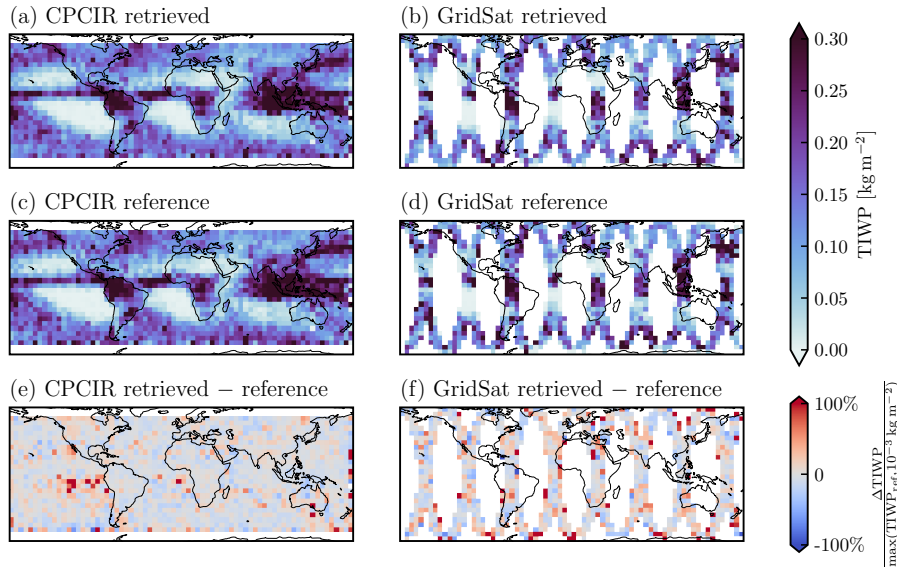 (a) CPCIR retrieved
(b) GridSat retrieved
(c) CPCIR reference
(d) GridSat reference
(e) CPCIR retrieved − reference
(f) GridSat retrieved − reference
0.30
0.25
0.20
0.15
0.10
0.05
0.00
TIWP [kg m⁻²]
100%
0
-100%
ΔTIWP
max(TIWP_ref, 10⁻³ kg m⁻²)